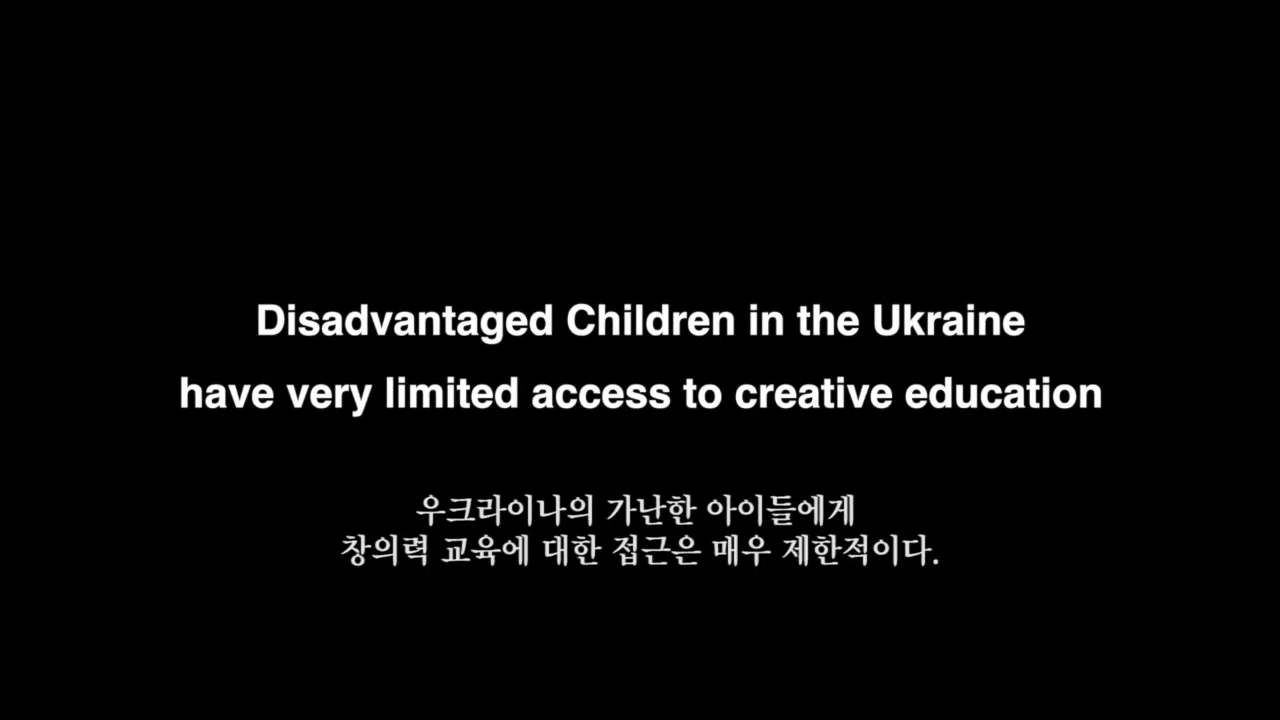 Disadvantaged Children in the Ukraine
have very limited access to creative education
우크라이나의 가난한 아이들에게
창의력 교육에 대한 접근은 매우 제한적이다.